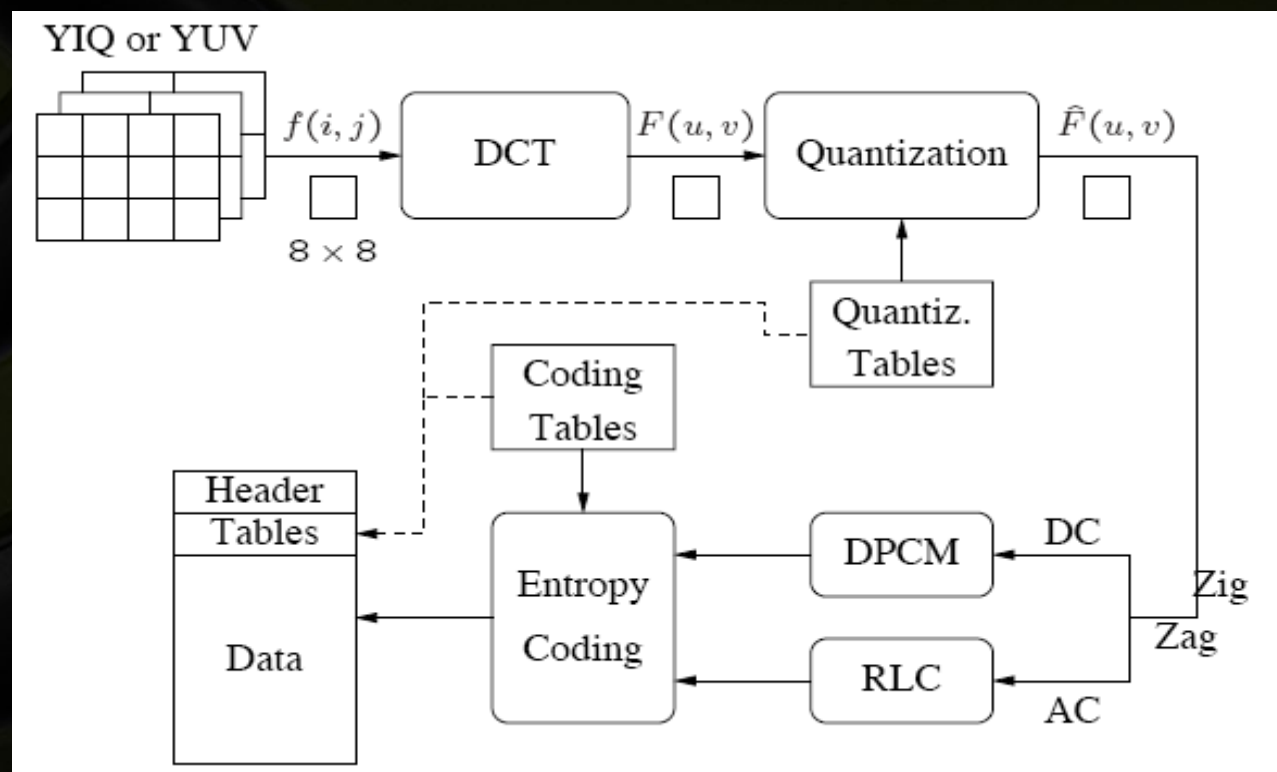 YIQ or YUV
f(i, j)
8 × 8
DCT
F(u, v)
Quantization
F̂(u, v)
Quantiz.
Tables
Coding
Tables
Header
Tables
Data
Entropy
Coding
DPCM
RLC
DC
AC
Zig
Zag